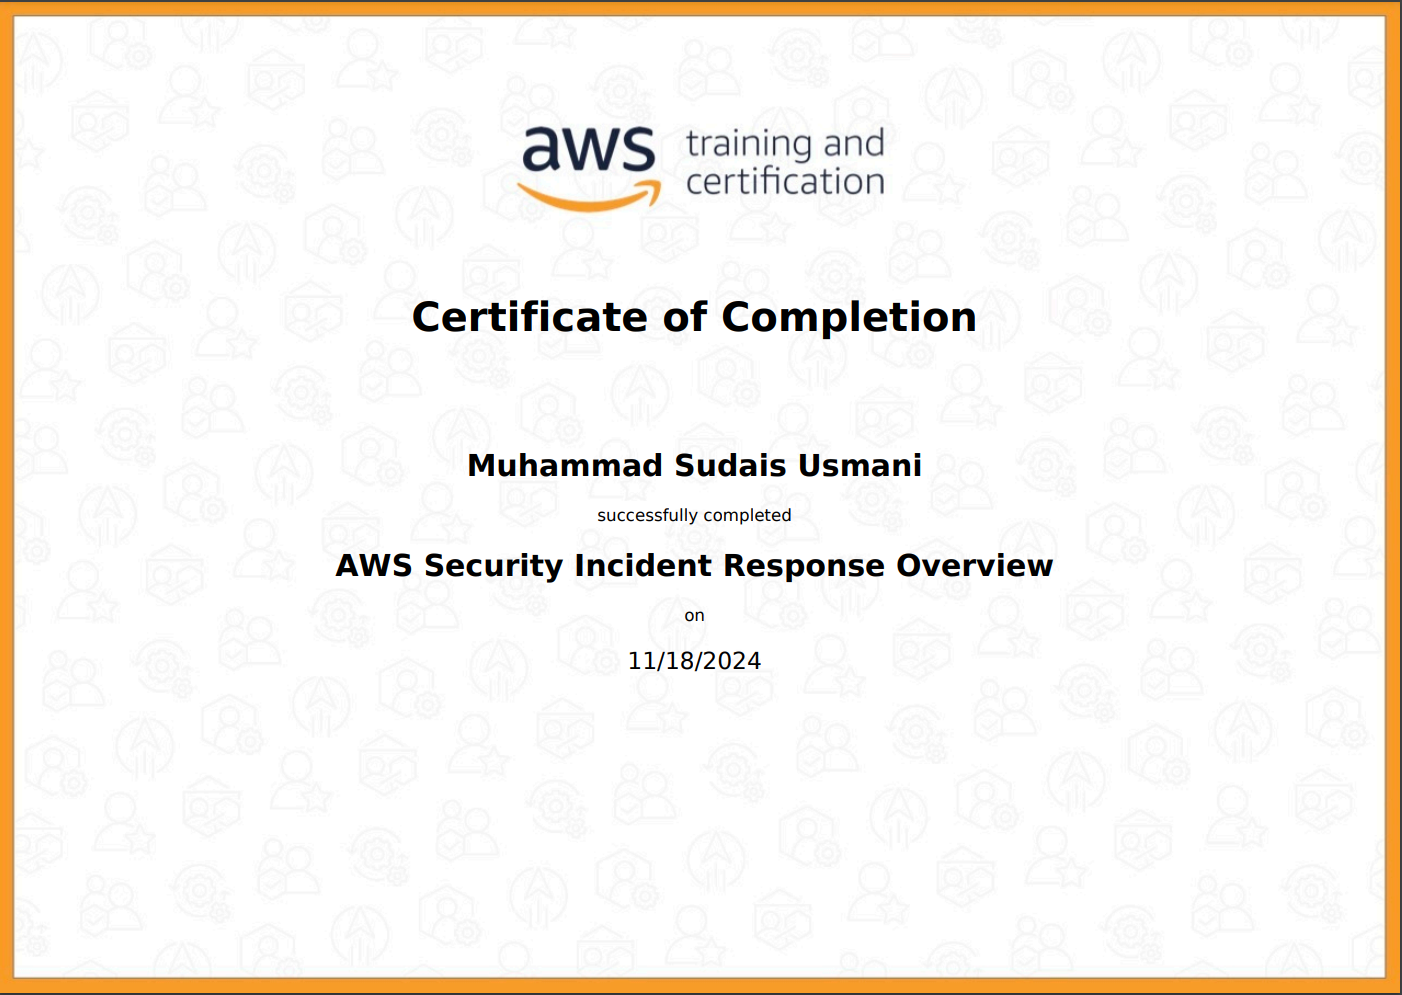 aws training and
certification
Certificate of Completion
Muhammad Sudais Usmani
successfully completed
AWS Security Incident Response Overview
on
11/18/2024